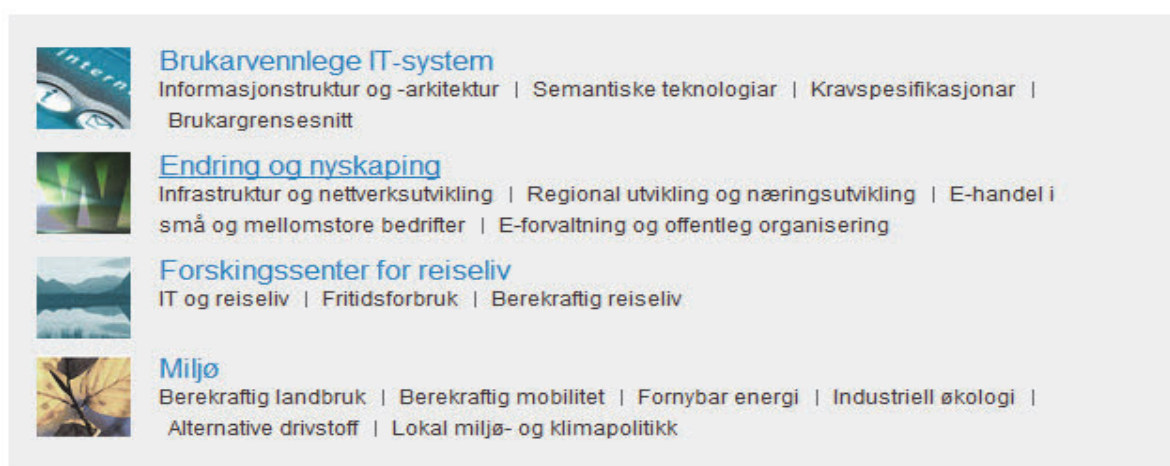 Intern
Brukarvennlege IT-system
Informasjonstruktur og -arkitektur | Semantiske teknologiar | Kravspesifikasjonar |
Brukargrensesnitt
Endring og nyskaping
Infrastruktur og nettverksutvikling | Regional utvikling og næringsutvikling | E-handel i
små og mellomstore bedrifter | E-forvaltning og offentleg organisering
Forskingssenter for reiseliv
IT og reiseliv | Fritidsforbruk | Berekraftig reiseliv
Miljø
Berekraftig landbruk | Berekraftig mobilitet | Fornybar energi | Industriell økologi |
Alternative drivstoff | Lokal miljø- og klimapolitikk